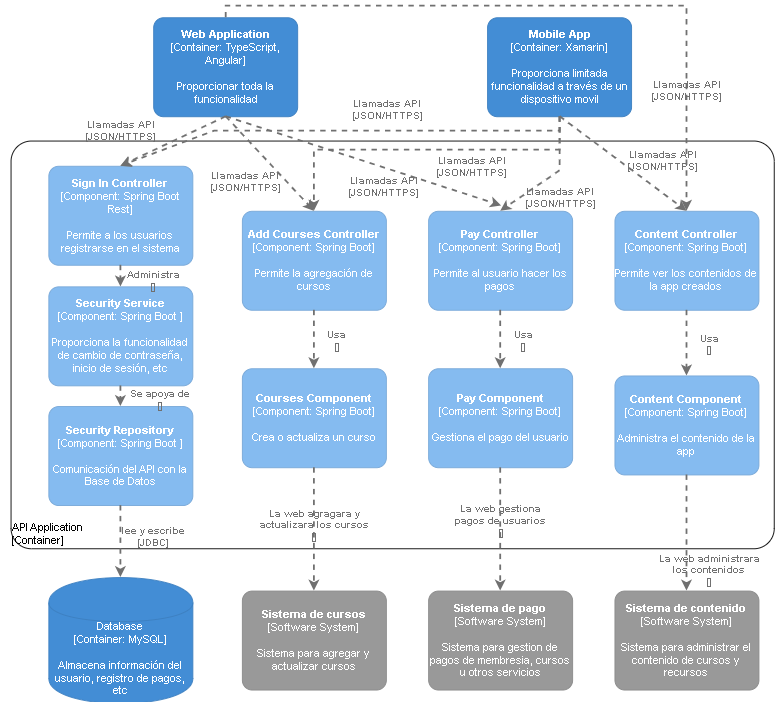 Web Application
[Container: TypeScript,
Angular]
Proporcionar toda la
funcionalidad
Mobile App
[Container: Xamarin]
Proporciona limitada
funcionalidad a través de un
dispositivo movil
Llamadas API
[JSON/HTTPS]
Llamadas API
[JSON/HTTPS]
Llamadas API
[JSON/HTTPS]
Llamadas API
[JSON/HTTPS]
Llamadas API
[JSON/HTTPS]
Llamadas API
[JSON/HTTPS]
Llamadas API
[JSON/HTTPS]
Llamadas API
[JSON/HTTPS]
Sign In Controller
[Component: Spring Boot
Rest]
Permite a los usuarios
registrarse en el sistema
Add Courses Controller
[Component: Spring Boot]
Permite la agregación de
cursos
Pay Controller
[Component: Spring Boot]
Permite al usuario hacer los
pagos
Content Controller
[Component: Spring Boot]
Permite ver los contenidos de
la app creados
Administra
Security Service
[Component: Spring Boot ]
Proporciona la funcionalidad
de cambio de contraseña,
inicio de sesión, etc
Usa
Usa
Usa
Se apoya de
Courses Component
[Component: Spring Boot]
Crea o actualiza un curso
Pay Component
[Component: Spring Boot]
Gestiona el pago del usuario
Content Component
[Component: Spring Boot]
Administra el contenido de la
app
Security Repository
[Component: Spring Boot ]
Comunicación del API con la
Base de Datos
API Application
[Container]
lee y escribe
[JDBC]
La web agragara y
actualizara los cursos
La web gestiona
pagos de usuarios
La web administrara
los contenidos
Database
[Container: MySQL]
Almacena información del
usuario, registro de pagos,
etc
Sistema de cursos
[Software System]
Sistema para agregar y
actualizar cursos
Sistema de pago
[Software System]
Sistema para gestion de
pagos de membresia, cursos
u otros servicios
Sistema de contenido
[Software System]
Sistema para administrar el
contenido de cursos y
recursos